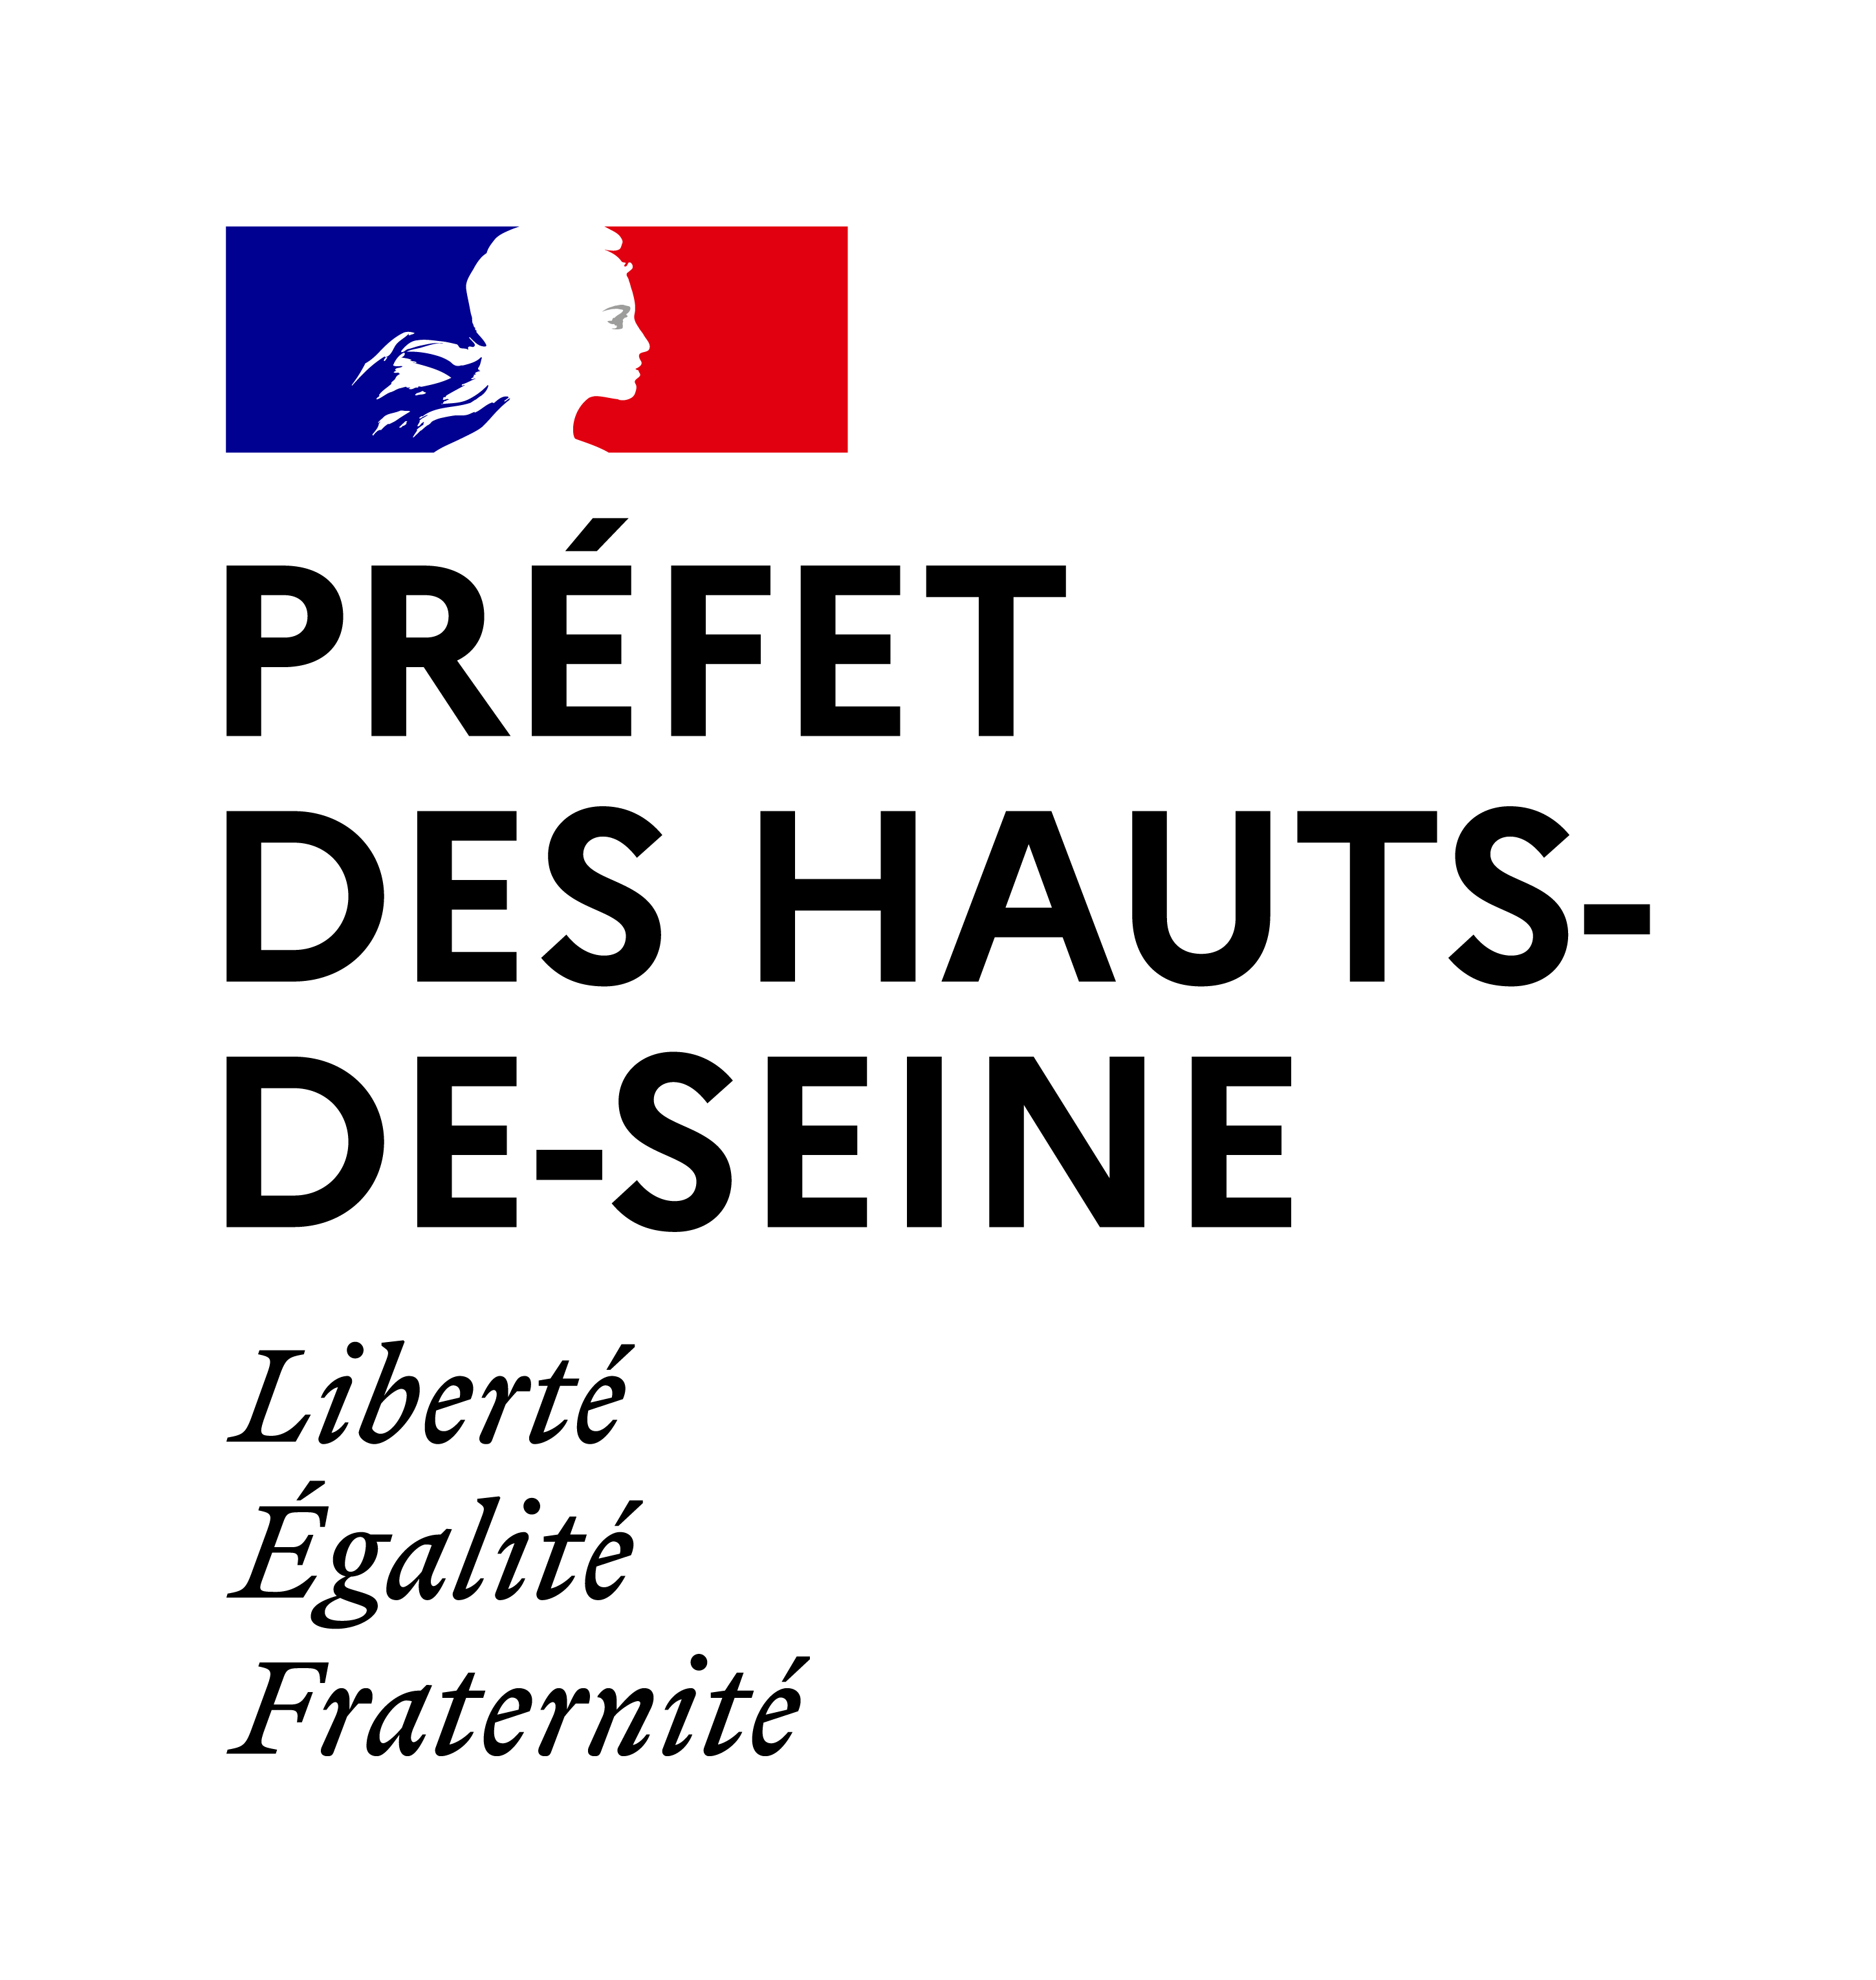 PRÉFET
DES HAUTS-
DE-SEINE
Liberté
Égalité
Fraternité